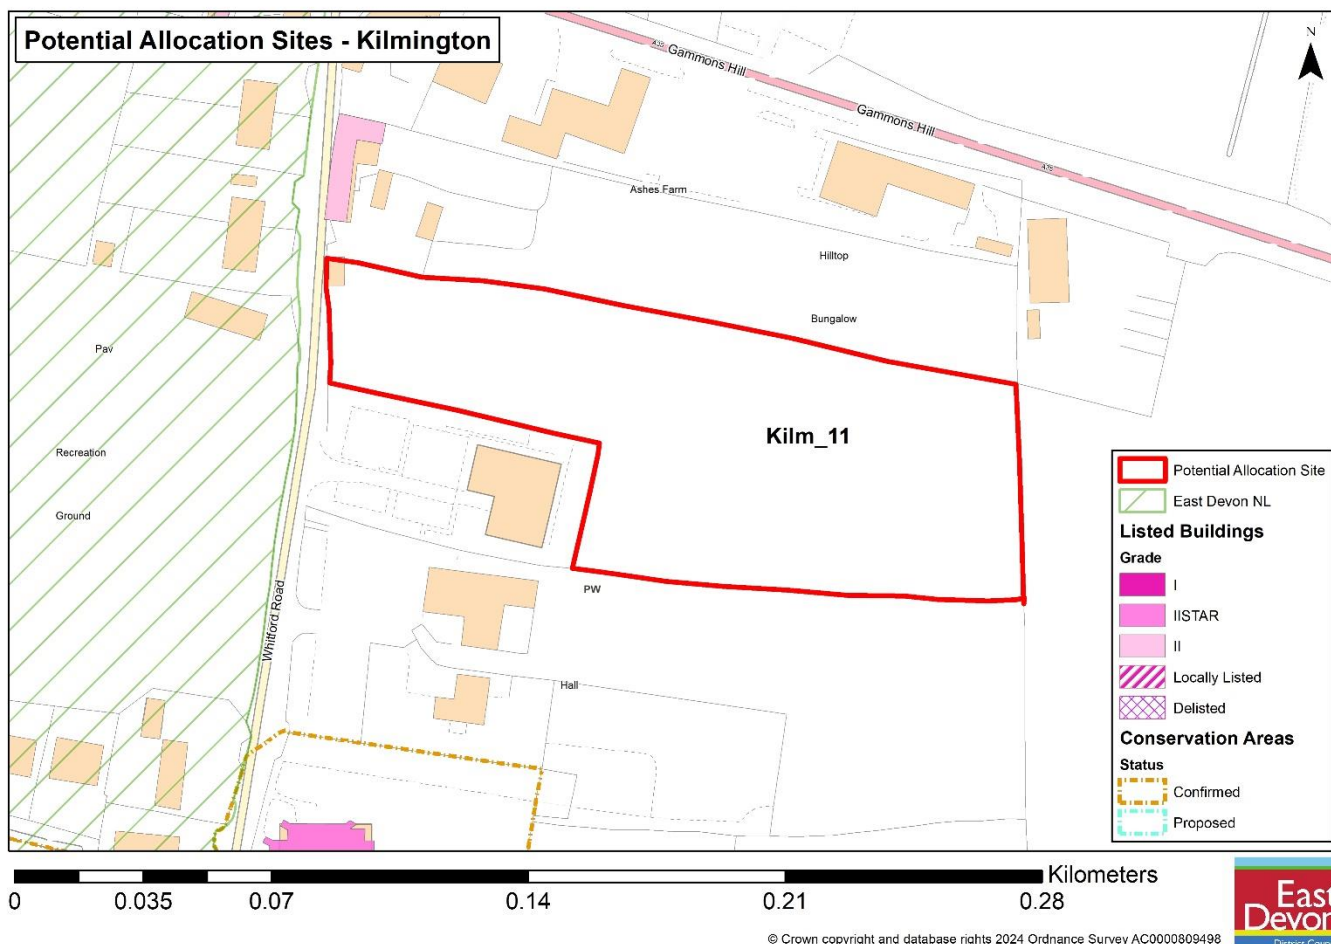 Potential Allocation Sites - Kilmington
N
A35
Gammons Hill
Gammons Hill
A35
Ashes Farm
Hilltop
Bungalow
Pav
Kilm_11
Recreation
Ground
Whitford Road
PW
Hall
Potential Allocation Site
East Devon NL
Listed Buildings
Grade
I
IISTAR
II
Locally Listed
Delisted
Conservation Areas
Status
Confirmed
Proposed
Kilometers
0
0.035
0.07
0.14
0.21
0.28
East
Devon
District Counc
© Crown copyright and database rights 2024 Ordnance Survey AC0000809498